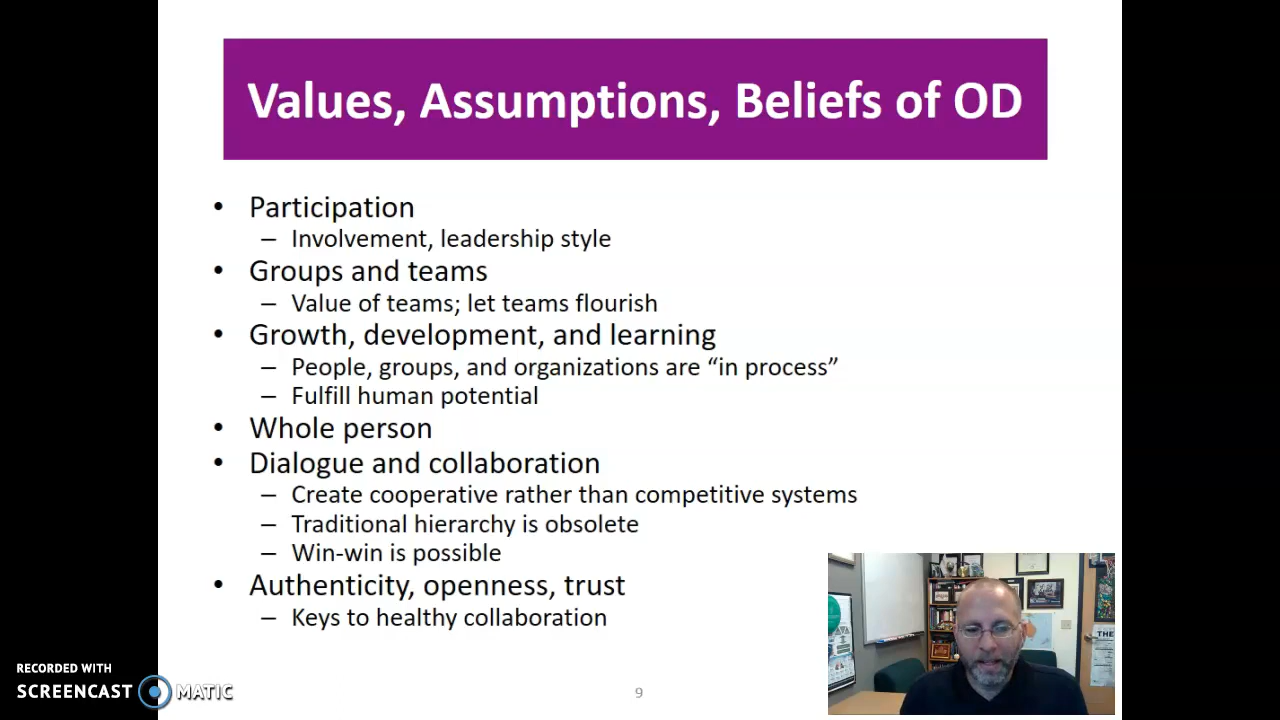 Values, Assumptions, Beliefs of OD
• Participation
– Involvement, leadership style
• Groups and teams
– Value of teams; let teams flourish
• Growth, development, and learning
– People, groups, and organizations are “in process”
– Fulfill human potential
• Whole person
• Dialogue and collaboration
– Create cooperative rather than competitive systems
– Traditional hierarchy is obsolete
– Win-win is possible
• Authenticity, openness, trust
– Keys to healthy collaboration
THE
RECORDED WITH
SCREENCAST MATIC
9